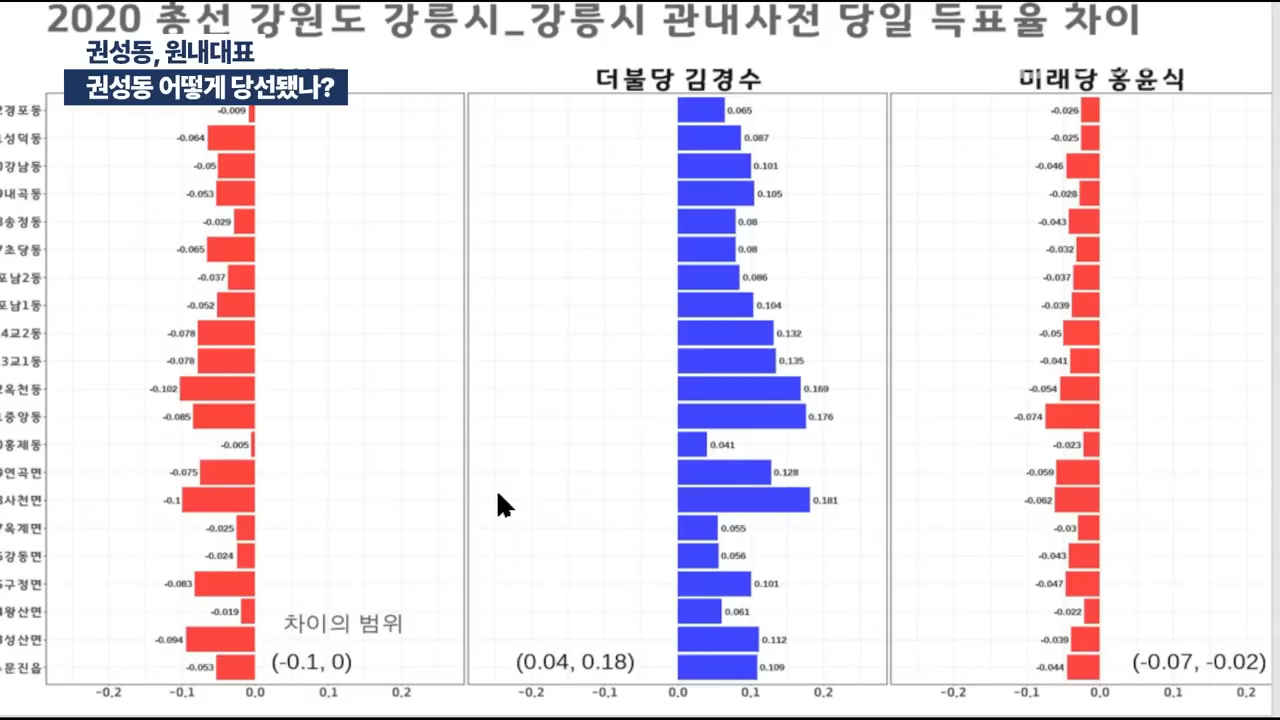 2020 총선 강원도 강릉시_강릉시 관내사전 당일 득표율 차이
권성동, 원내대표
권성동 어떻게 당선됐나?
더불당 김경수
미래당 홍윤식
경포동 -0.009 0.065 -0.026
성덕동 -0.064 0.087 -0.025
강남동 -0.05 0.101 -0.046
내곡동 -0.053 0.105 -0.028
송정동 -0.029 0.08 -0.043
초당동 -0.065 0.08 -0.032
포남2동 -0.037 0.086 -0.037
포남1동 -0.052 0.104 -0.039
4교2동 -0.078 0.132 -0.05
3교1동 -0.078 0.135 -0.041
옥천동 -0.102 0.169 -0.054
중앙동 -0.085 0.176 -0.074
홍제동 -0.005 0.041 -0.023
연곡면 -0.075 0.128 -0.059
사천면 -0.1 0.181 -0.062
옥계면 -0.025 0.055 -0.03
강동면 -0.024 0.056 -0.043
구정면 -0.083 0.101 -0.047
왕산면 -0.019 0.061 -0.022
성산면 -0.094 0.112 -0.039
문진읍 -0.053 0.109 -0.044
차이의 범위
(-0.1, 0) (0.04, 0.18) (-0.07, -0.02)
-0.2 -0.1 0.0 0.1 0.2 -0.2 -0.1 0.0 0.1 0.2 -0.2 -0.1 0.0 0.1 0.2